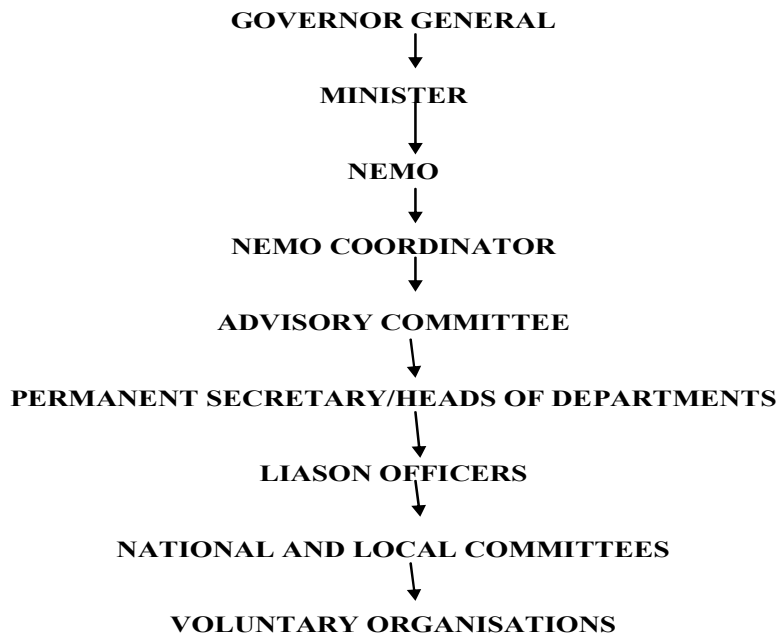 GOVERNOR GENERAL
MINISTER
NEMO
NEMO COORDINATOR
ADVISORY COMMITTEE
PERMANENT SECRETARY/HEADS OF DEPARTMENTS
LIASON OFFICERS
NATIONAL AND LOCAL COMMITTEES
VOLUNTARY ORGANISATIONS